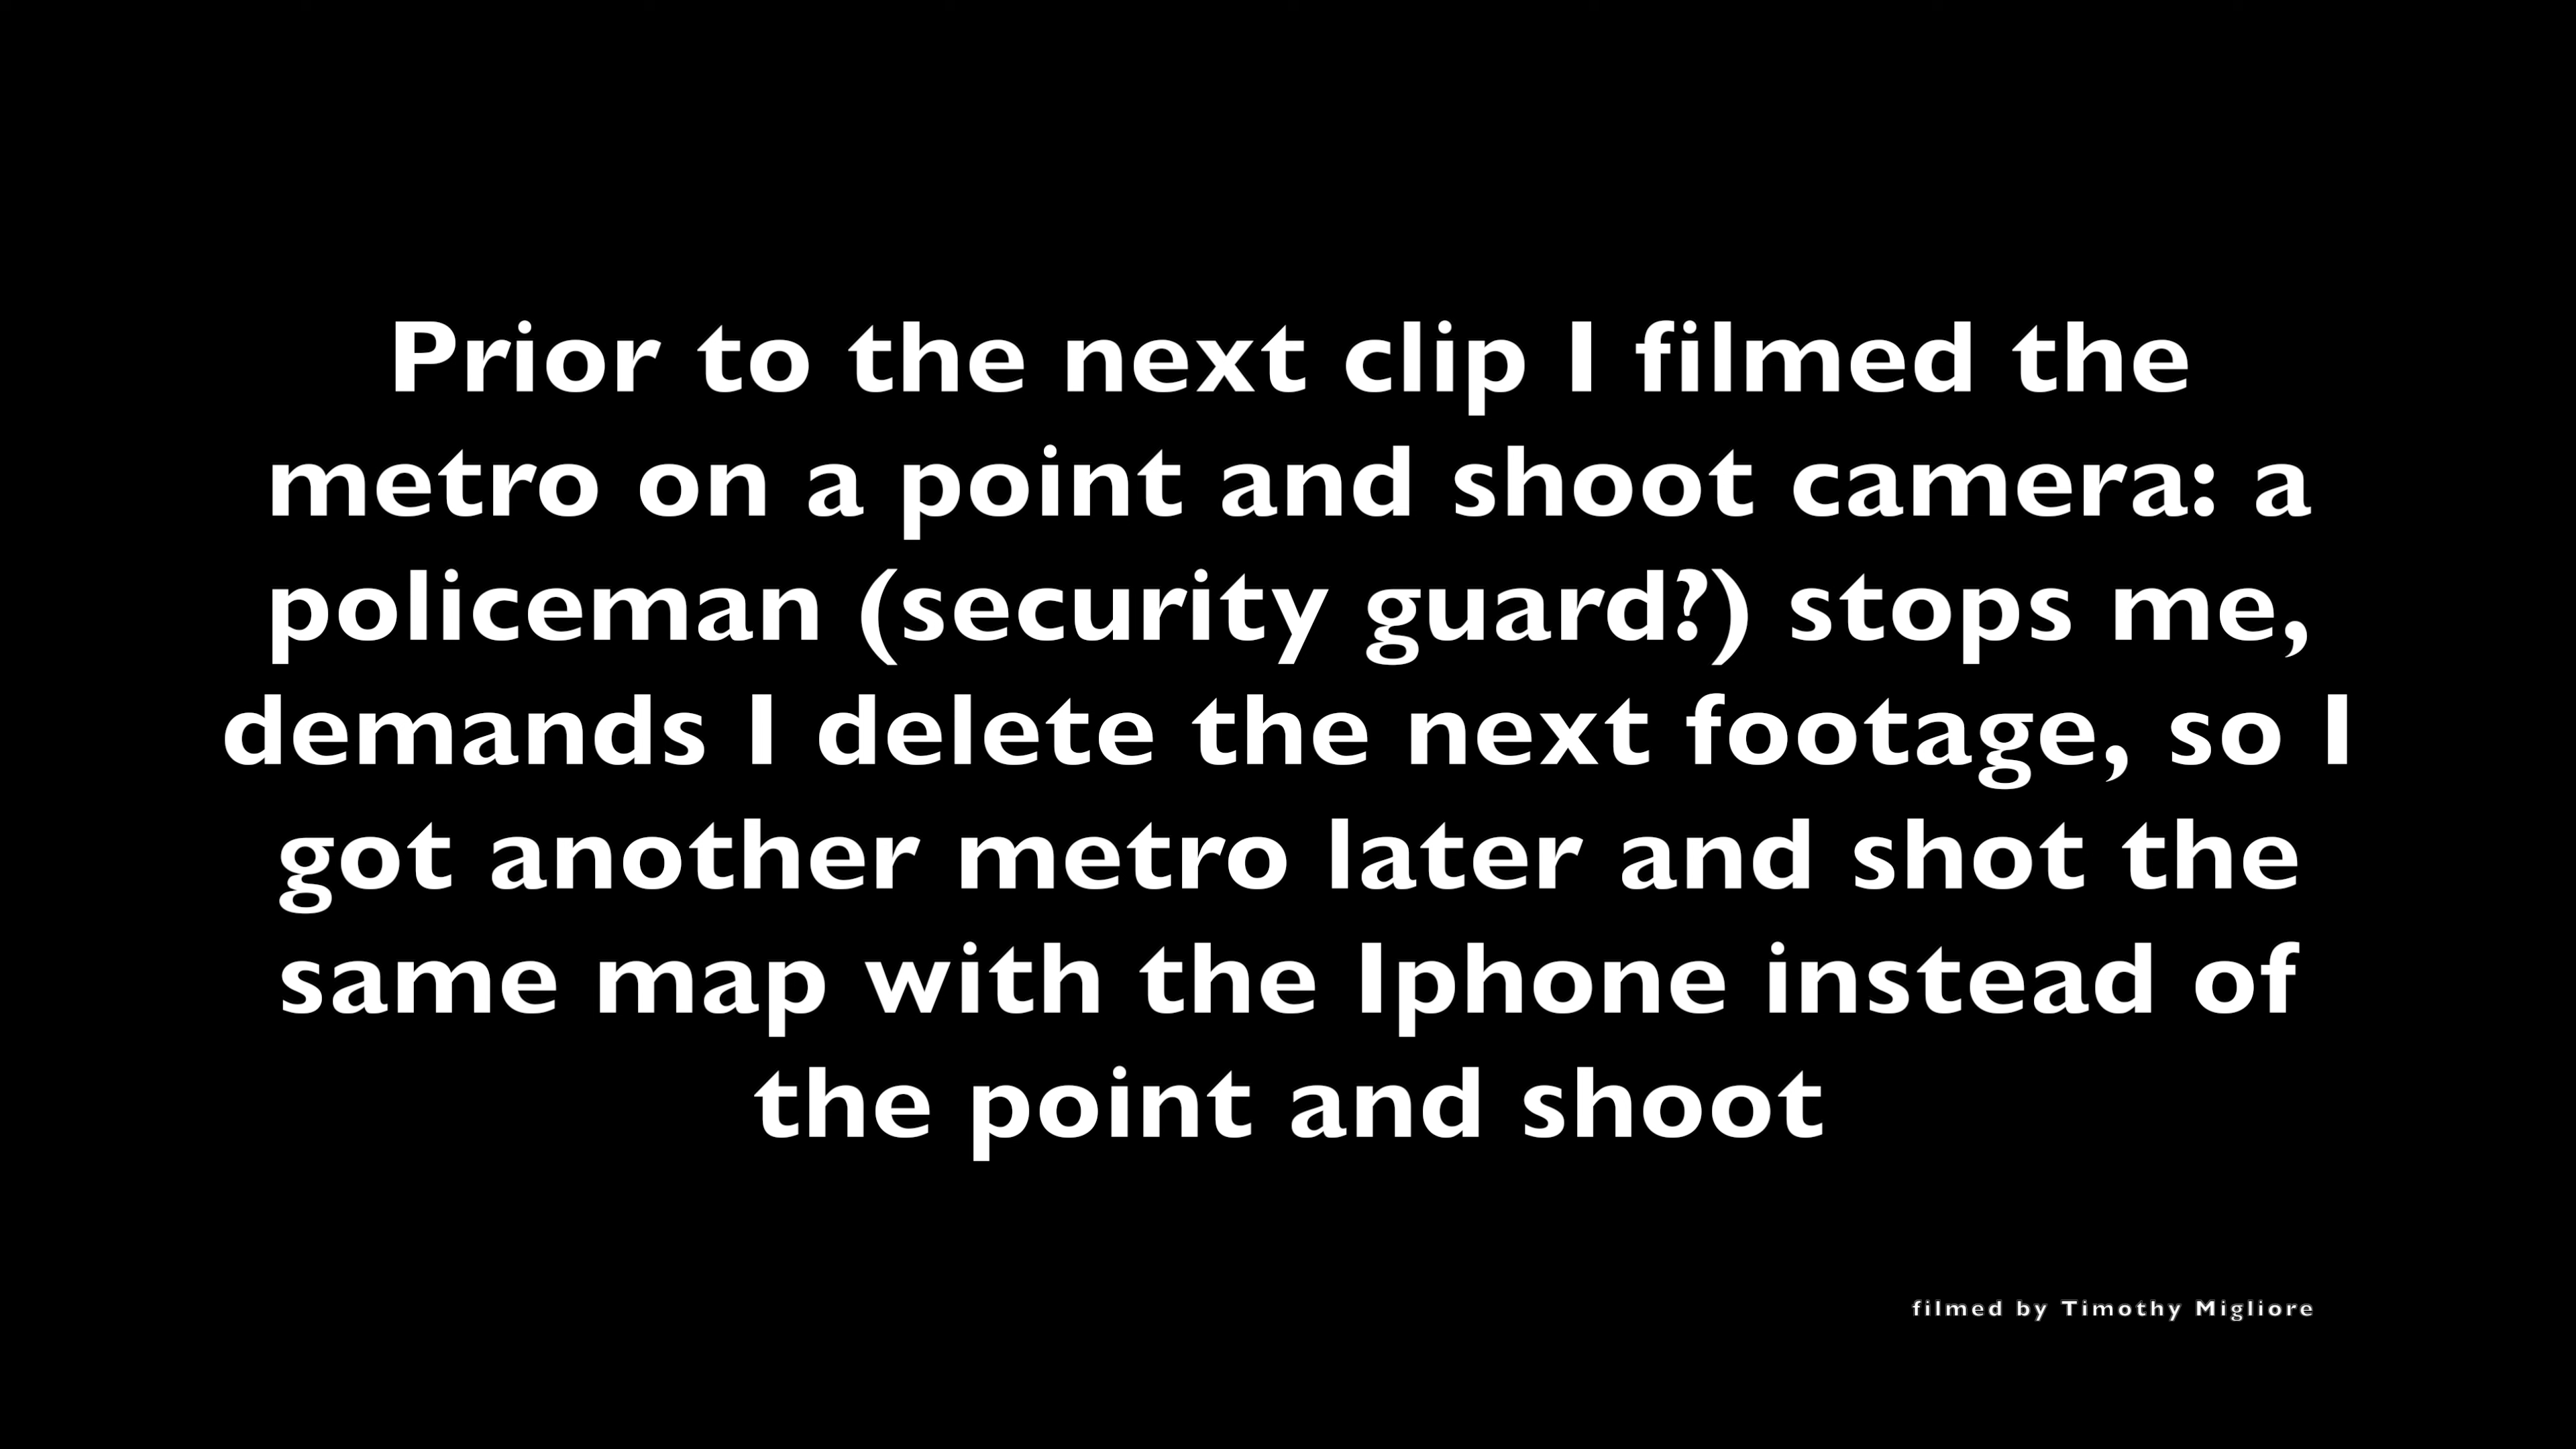 Prior to the next clip I filmed the
metro on a point and shoot camera: a
policeman (security guard?) stops me,
demands I delete the next footage, so I
got another metro later and shot the
same map with the Iphone instead of
the point and shoot
filmed by Timothy Migliore